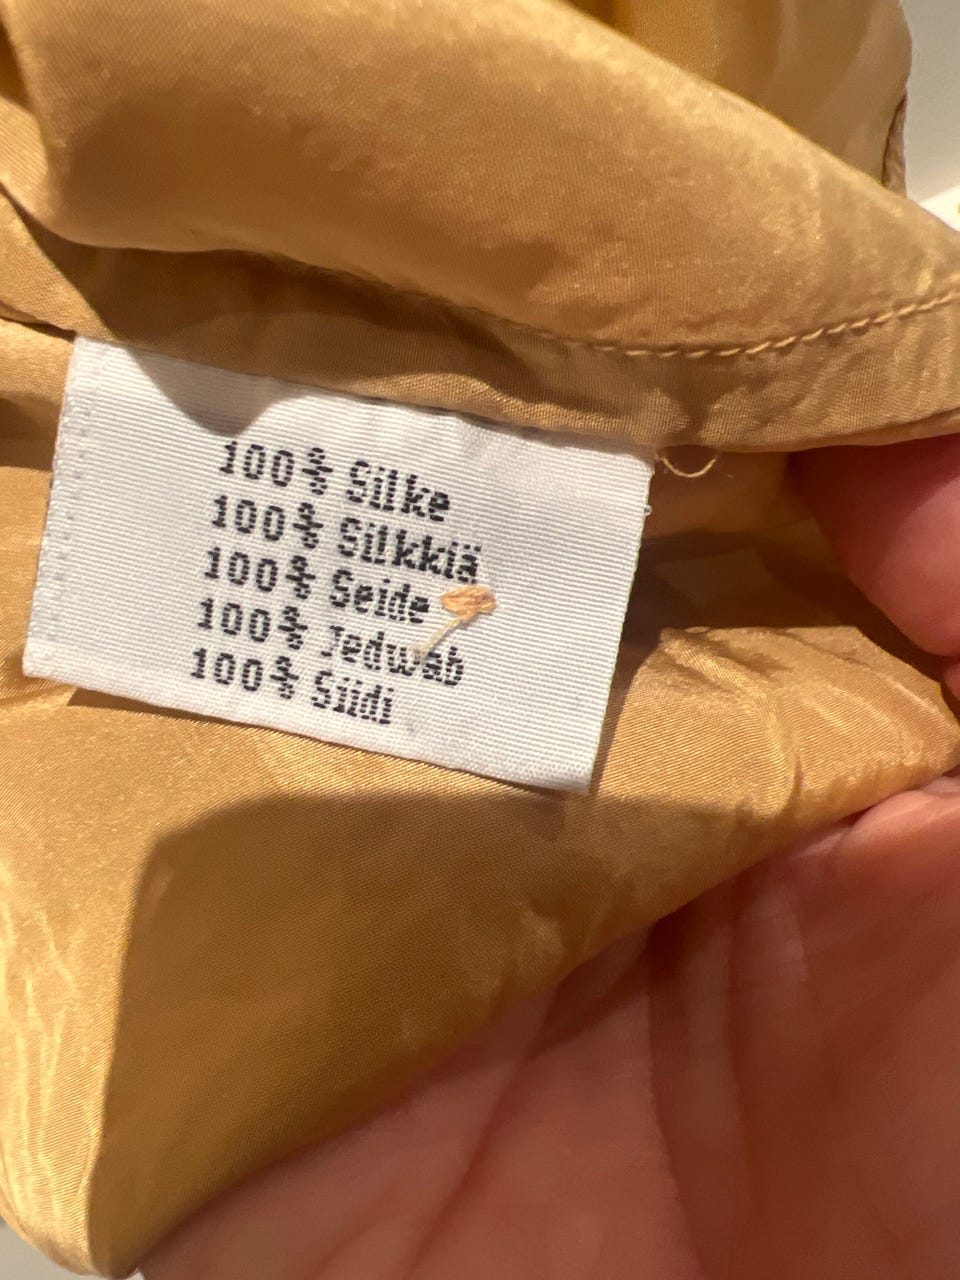 100% Silke
100% Silkkiä
100% Seide
100% Jedwab
100% Siidi